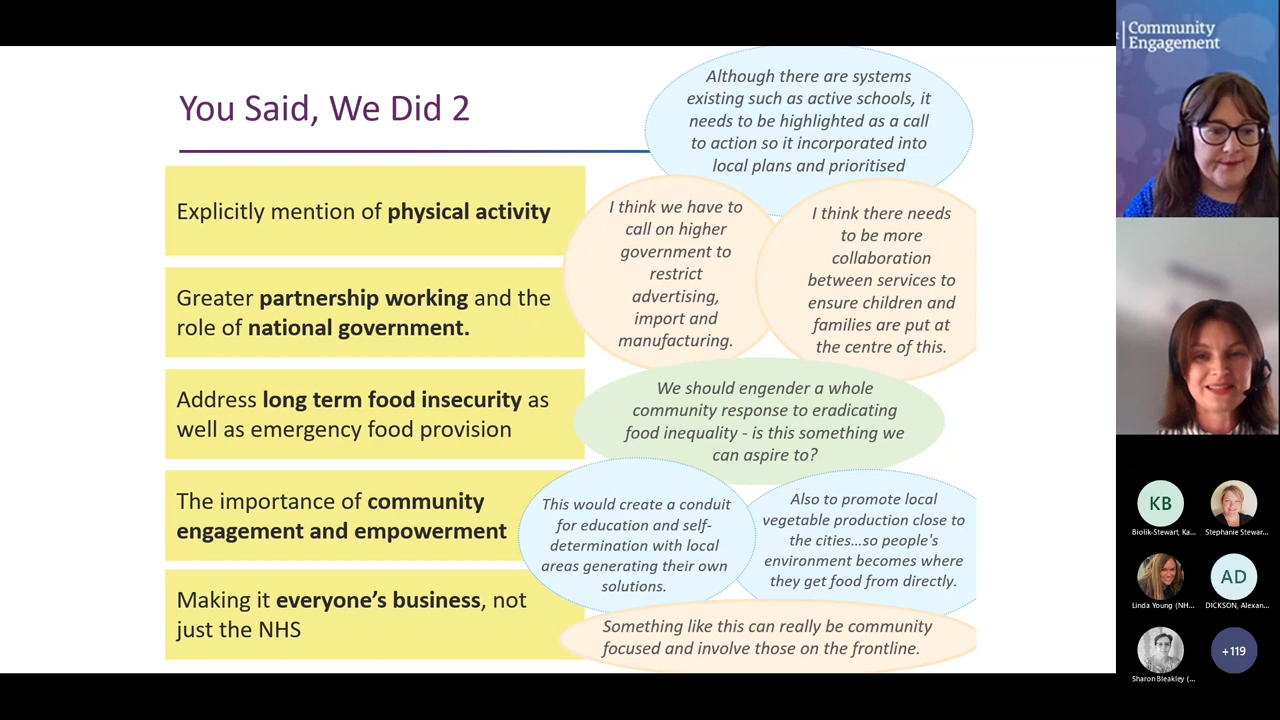 You Said, We Did 2
Explicitly mention of physical activity
Greater partnership working and the
role of national government.
Address long term food insecurity as
well as emergency food provision
The importance of community
engagement and empowerment
Making it everyone's business, not
just the NHS
Although there are systems
existing such as active schools, it
needs to be highlighted as a call
to action so it incorporated into
local plans and prioritised
I think we have to
call on higher
government to
restrict
advertising,
import and
manufacturing.
I think there needs
to be more
collaboration
between services to
ensure children and
families are put at
the centre of this.
We should engender a whole
community response to eradicating
food inequality - is this something we
can aspire to?
This would create a conduit
for education and self-
determination with local
areas generating their own
solutions.
Also to promote local
vegetable production close to
the cities...so people's
environment becomes where
they get food from directly.
Something like this can really be community
focused and involve those on the frontline.
Community
Engagement
KB
Biolik-Stewart, Ka...
Stephanie Stewar...
Linda Young (NH...
AD
DICKSON, Alexan...
Sharon Bleakley (...
+119